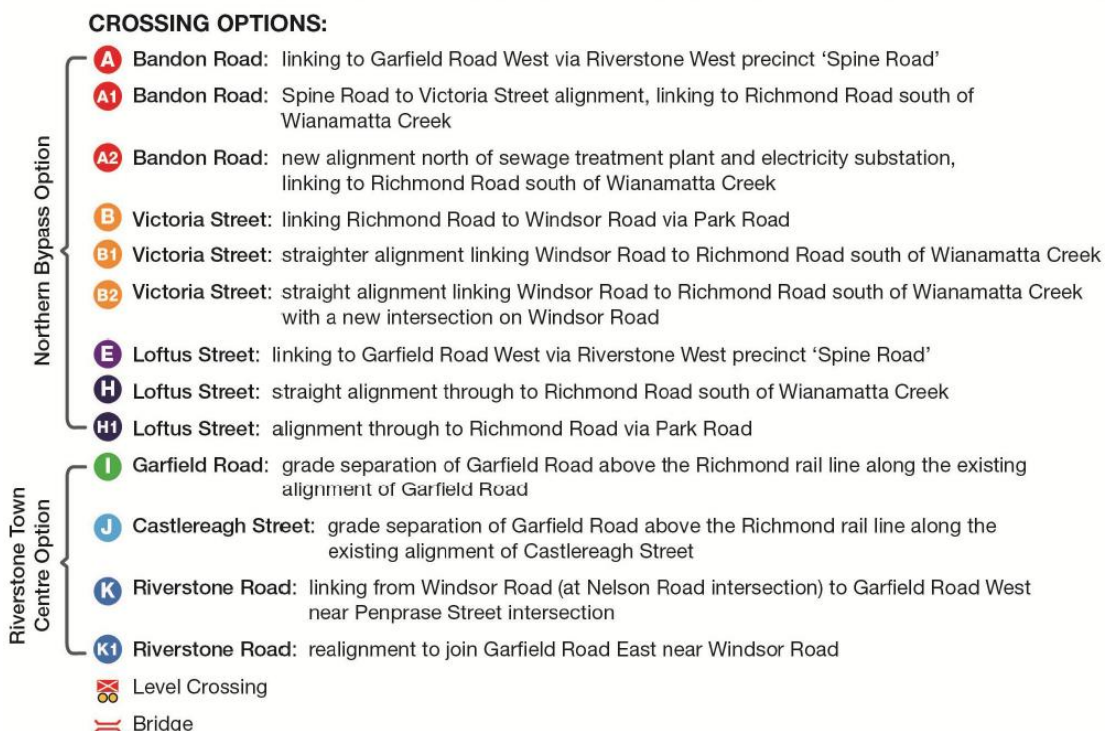 CROSSING OPTIONS:
Northern Bypass Option
A Bandon Road: linking to Garfield Road West via Riverstone West precinct ‘Spine Road’
A1 Bandon Road: Spine Road to Victoria Street alignment, linking to Richmond Road south of
Wianamatta Creek
A2 Bandon Road: new alignment north of sewage treatment plant and electricity substation,
linking to Richmond Road south of Wianamatta Creek
B Victoria Street: linking Richmond Road to Windsor Road via Park Road
B1 Victoria Street: straighter alignment linking Windsor Road to Richmond Road south of Wianamatta Creek
B2 Victoria Street: straight alignment linking Windsor Road to Richmond Road south of Wianamatta Creek
with a new intersection on Windsor Road
E Loftus Street: linking to Garfield Road West via Riverstone West precinct ‘Spine Road’
H Loftus Street: straight alignment through to Richmond Road south of Wianamatta Creek
H1 Loftus Street: alignment through to Richmond Road via Park Road
Riverstone Town
Centre Option
I Garfield Road: grade separation of Garfield Road above the Richmond rail line along the existing
alignment of Garfield Road
J Castlereagh Street: grade separation of Garfield Road above the Richmond rail line along the
existing alignment of Castlereagh Street
K Riverstone Road: linking from Windsor Road (at Nelson Road intersection) to Garfield Road West
near Penprase Street intersection
K1 Riverstone Road: realignment to join Garfield Road East near Windsor Road
Level Crossing
Bridge